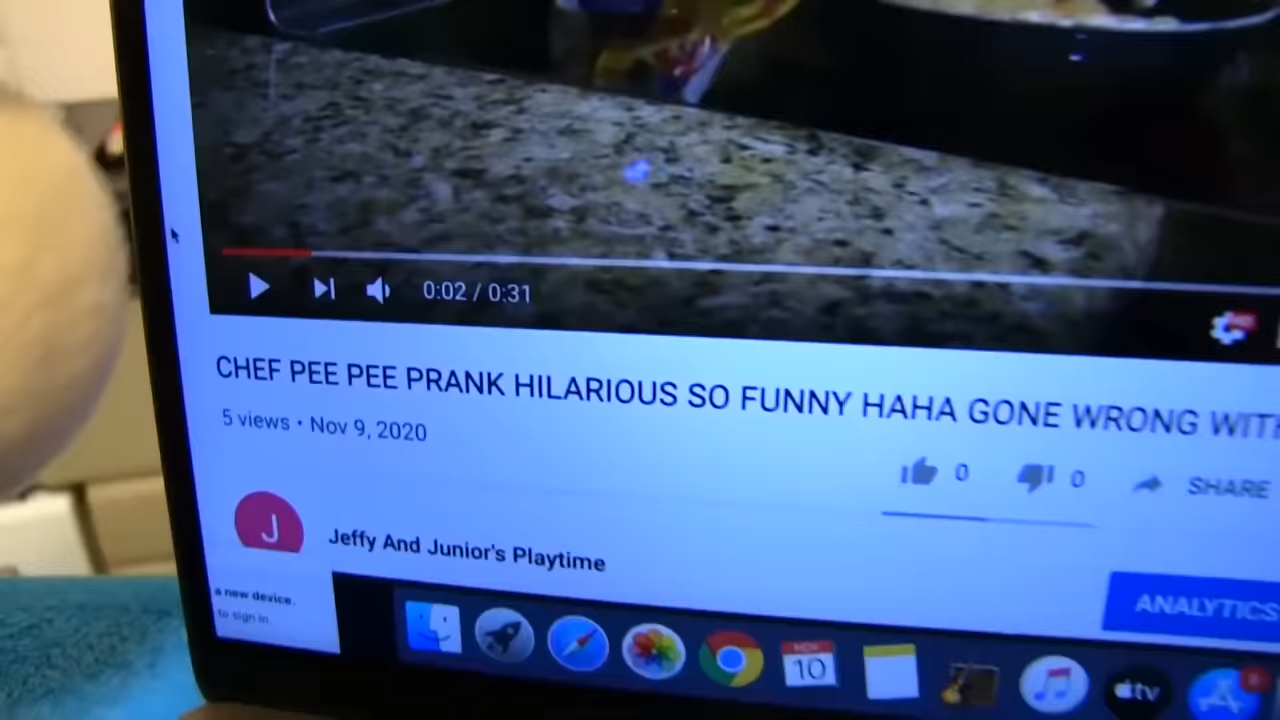 0:02 / 0:31
CHEF PEE PEE PRANK HILARIOUS SO FUNNY HAHA GONE WRONG WITH
5 views • Nov 9, 2020
0 0 SHARE
J Jeffy And Junior's Playtime
a new device.
to sign in
ANALYTICS
NOV
10
tv